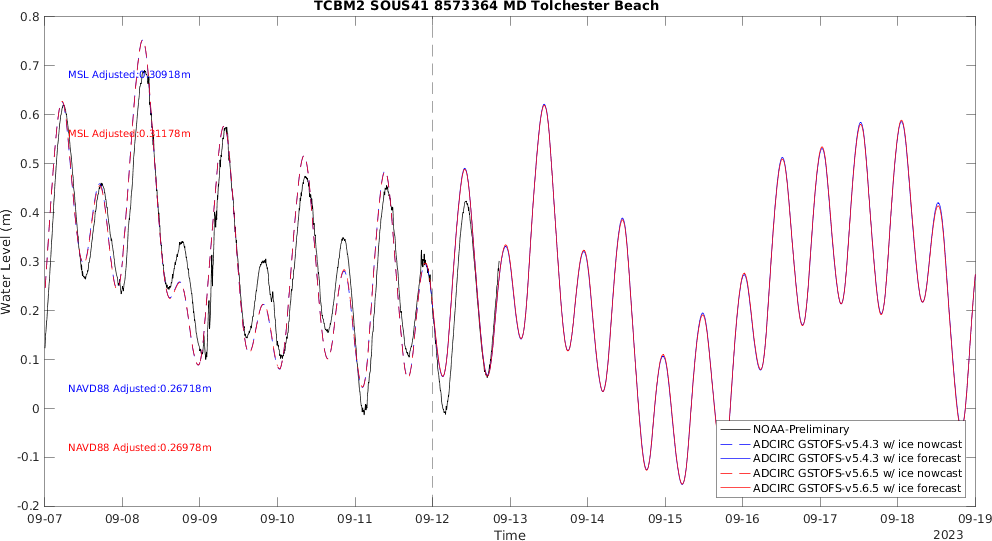 TCBM2 SOUS41 8573364 MD Tolchester Beach
0.8
0.7
0.6
0.5
0.4
0.3
0.2
0.1
0
-0.1
-0.2
Water Level (m)
MSL Adjusted:0.30918m
MSL Adjusted:0.31178m
NAVD88 Adjusted:0.26718m
NAVD88 Adjusted:0.26978m
NOAA-Preliminary
ADCIRC GSTOFS-v5.4.3 w/ ice nowcast
ADCIRC GSTOFS-v5.4.3 w/ ice forecast
ADCIRC GSTOFS-v5.6.5 w/ ice nowcast
ADCIRC GSTOFS-v5.6.5 w/ ice forecast
09-07 09-08 09-09 09-10 09-11 09-12 09-13 09-14 09-15 09-16 09-17 09-18 09-19
Time
2023